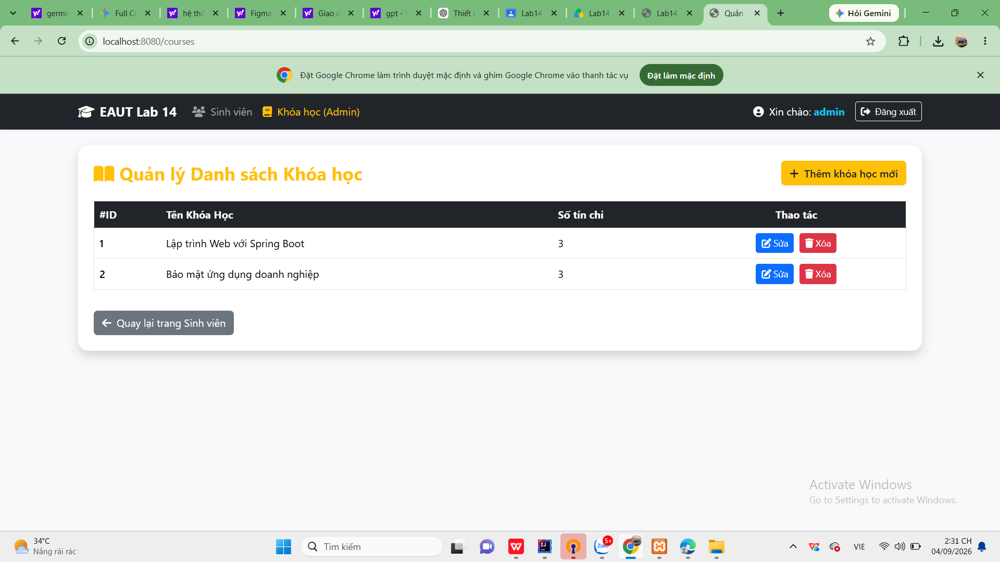 germin
Full Co
hệ thố
Figma
Giao d
gpt - Y
Thiết k
Lab14
Lab14
Lab14
Quản
Hỏi Gemini
localhost:8080/courses
Đặt Google Chrome làm trình duyệt mặc định và ghim Google Chrome vào thanh tác vụ
Đặt làm mặc định
EAUT Lab 14
Sinh viên
Khóa học (Admin)
Xin chào: admin
Đăng xuất
Quản lý Danh sách Khóa học
Thêm khóa học mới
#ID Tên Khóa Học Số tín chỉ Thao tác
1 Lập trình Web với Spring Boot 3 Sửa Xóa
2 Bảo mật ứng dụng doanh nghiệp 3 Sửa Xóa
Quay lại trang Sinh viên
Activate Windows
Go to Settings to activate Windows.
34°C
Nắng rải rác
Tìm kiếm
Zalo
5+
VIE
2:31 CH
04/09/2026